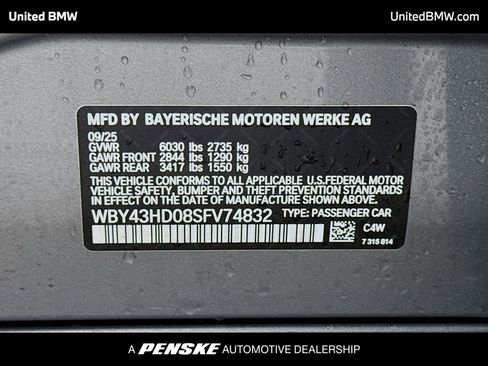 United BMW UnitedBMW.com
MFD BY BAYERISCHE MOTOREN WERKE AG
09/25
GVWR 6030 lbs 2735 kg
GAWR FRONT 2844 lbs 1290 kg
GAWR REAR 3417 lbs 1550 kg
THIS VEHICLE CONFORMS TO ALL APPLICABLE U.S.FEDERAL MOTOR
VEHICLE SAFETY, BUMPER, AND THEFT PREVENTION STANDARDS IN
EFFECT ON THE DATE OF MANUFACTURE SHOWN ABOVE.
WBY43HD08SFV74832 TYPE: PASSENGER CAR
C4W
7 315 814
A PENSKE AUTOMOTIVE DEALERSHIP